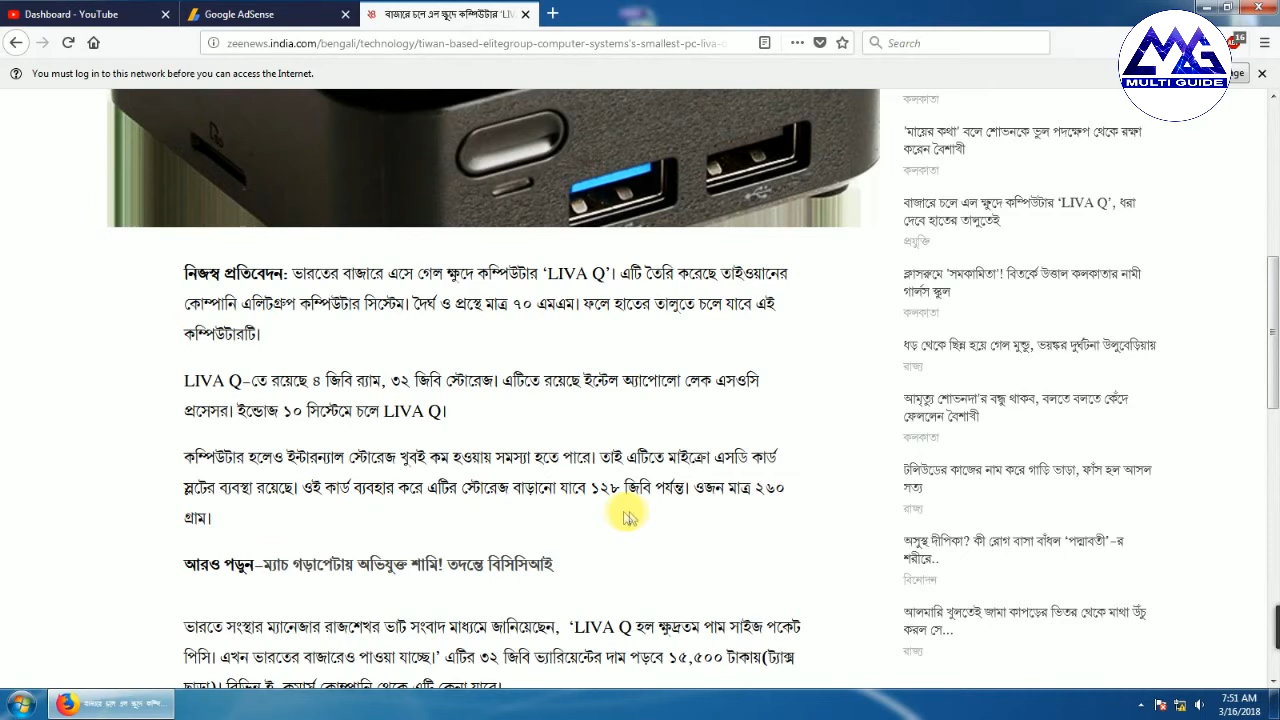 Dashboard - YouTube
Google AdSense
বাজারে চলে এল ক্ষুদে কম্পিউটার 'LIV
zeenews.india.com/bengali/technology/tiwan-based-elitegroup-computer-systems's-smallest-pc-liva-
Search
16
MAG
MULTI GUIDE
You must log in to this network before you can access the Internet.
কলকাতা
'মায়ের কথা' বলে শোভনকে ভুল পদক্ষেপ থেকে রক্ষা
করেন বৈশাখী
কলকাতা
বাজারে চলে এল ক্ষুদে কম্পিউটার ‘LIVA Q’, ধরা
দেবে হাতের তালুতেই
প্রযুক্তি
ক্লাসরুমে 'সমকামিতা'! বিতর্কে উত্তাল কলকাতার নামী
গার্লস স্কুল
কলকাতা
ধড় থেকে ছিন্ন হয়ে গেল মুন্ডু, ভয়ঙ্কর দুর্ঘটনা উলুবেড়িয়ায়
রাজ্য
আমৃত্যু শোভনদা'র বন্ধু থাকব, বলতে বলতে কেঁদে
ফেললেন বৈশাখী
কলকাতা
টলিউডের কাজের নাম করে গাড়ি ভাড়া, ফাঁস হল আসল
সত্য
রাজ্য
অসুস্থ দীপিকা? কী রোগ বাসা বাঁধল ‘পদ্মাবতী’-র
শরীরে..
বিনোদন
আলমারি খুলতেই জামা কাপড়ের ভিতর থেকে মাথা উঁচু
করল সে...
রাজ্য
নিজস্ব প্রতিবেদন: ভারতের বাজারে এসে গেল ক্ষুদে কম্পিউটার ‘LIVA Q’। এটি তৈরি করেছে তাইওয়ানের
কোম্পানি এলিটগ্রুপ কম্পিউটার সিস্টেম। দৈর্ঘ ও প্রস্থে মাত্র ৭০ এমএম। ফলে হাতের তালুতে চলে যাবে এই
কম্পিউটারটি।
LIVA Q-তে রয়েছে ৪ জিবি র‍্যাম, ৩২ জিবি স্টোরেজ। এটিতে রয়েছে ইন্টেল অ্যাপোলো লেক এসওসি
প্রসেসর। ইন্ডোজ ১০ সিস্টেমে চলে LIVA Q।
কম্পিউটার হলেও ইন্টারন্যাল স্টোরেজ খুবই কম হওয়ায় সমস্যা হতে পারে। তাই এটিতে মাইক্রো এসডি কার্ড
স্লটের ব্যবস্থা রয়েছে। ওই কার্ড ব্যবহার করে এটির স্টোরেজ বাড়ানো যাবে ১২৮ জিবি পর্যন্ত। ওজন মাত্র ২৬০
গ্রাম।
আরও পড়ুন-ম্যাচ গড়াপেটায় অভিযুক্ত শামি! তদন্তে বিসিসিআই
ভারতে সংস্থার ম্যানেজার রাজশেখর ভাট সংবাদ মাধ্যমে জানিয়েছেন, ‘LIVA Q হল ক্ষুদ্রতম পাম সাইজ পকেট
পিসি। এখন ভারতের বাজারেও পাওয়া যাচ্ছে।’ এটির ৩২ জিবি ভ্যারিয়েন্টের দাম পড়বে ১৫,৫০০ টাকায়(ট্যাক্স
7:51 AM
3/16/2018